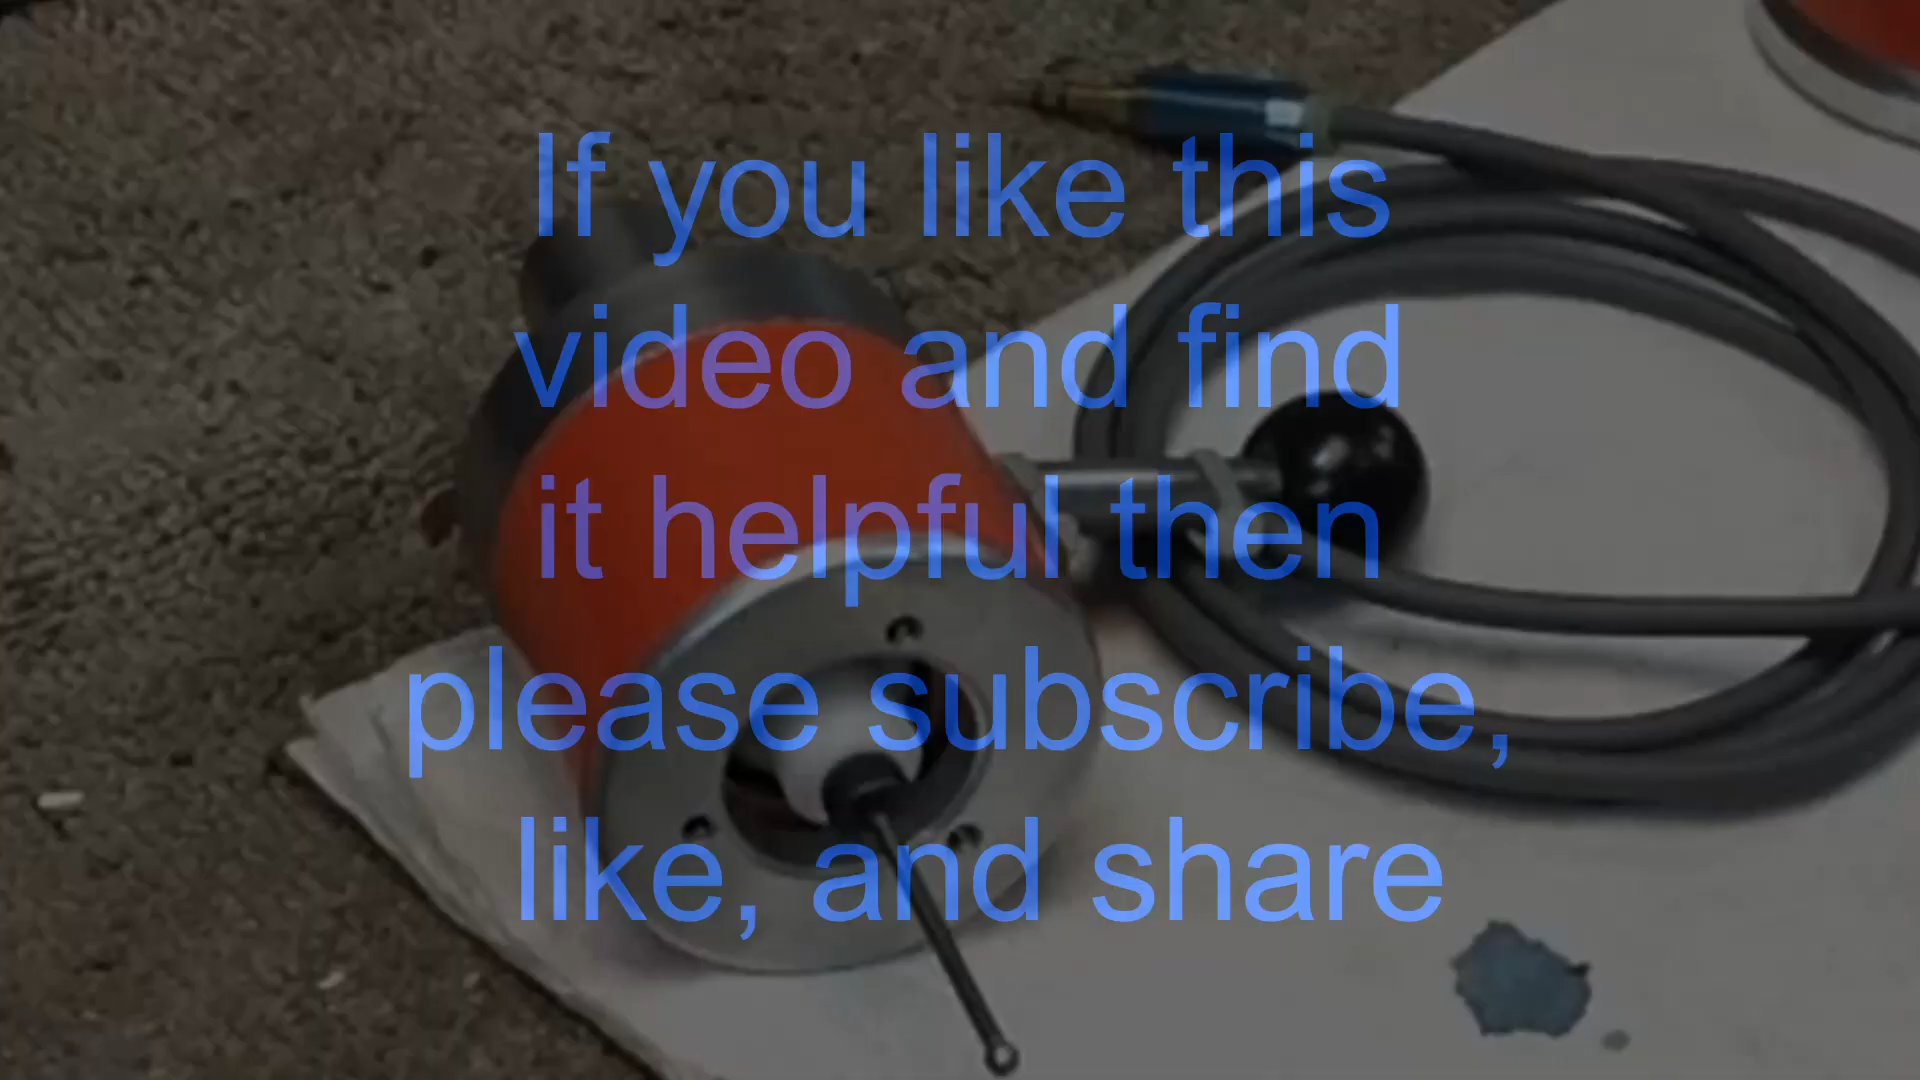 If you like this
video and find
it helpful then
please subscribe,
like, and share